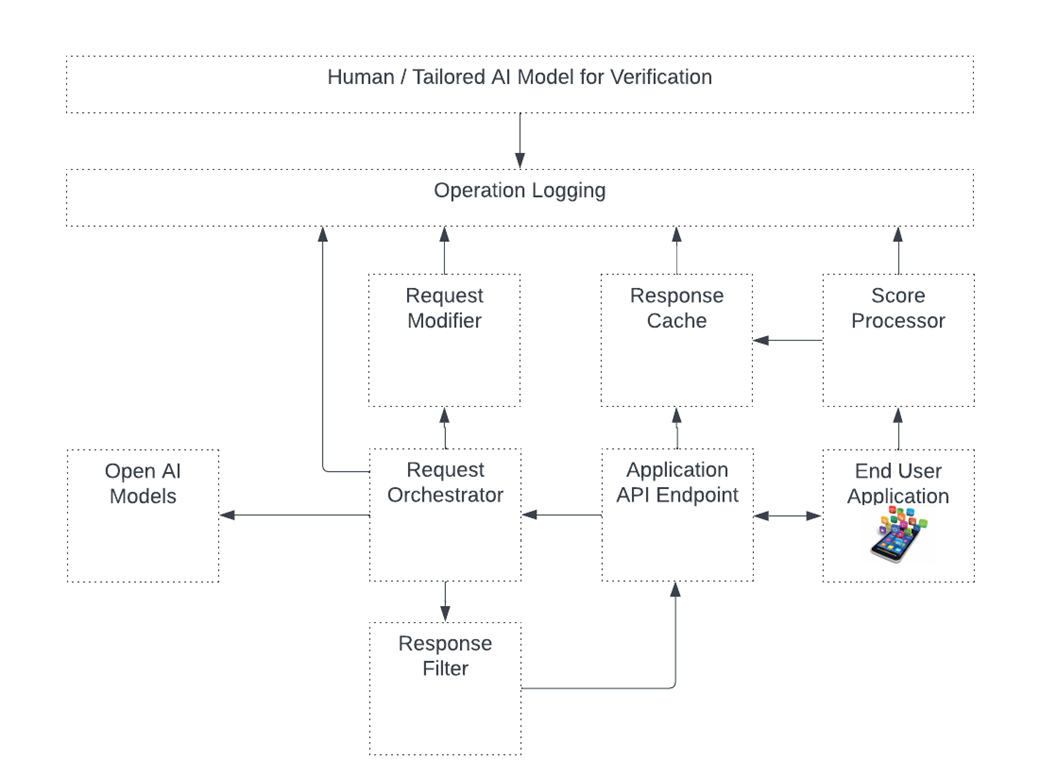 Human / Tailored AI Model for Verification
Operation Logging
Request
Modifier
Response
Cache
Score
Processor
Open AI
Models
Request
Orchestrator
Application
API Endpoint
End User
Application
Response
Filter